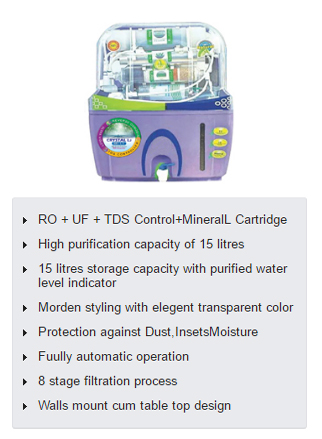 CRYSTAL LI
RO + UF + TDS Control+MineralL Cartridge
High purification capacity of 15 litres
15 litres storage capacity with purified water
level indicator
Morden styling with elegent transparent color
Protection against Dust,InsetsMoisture
Fuully automatic operation
8 stage filtration process
Walls mount cum table top design